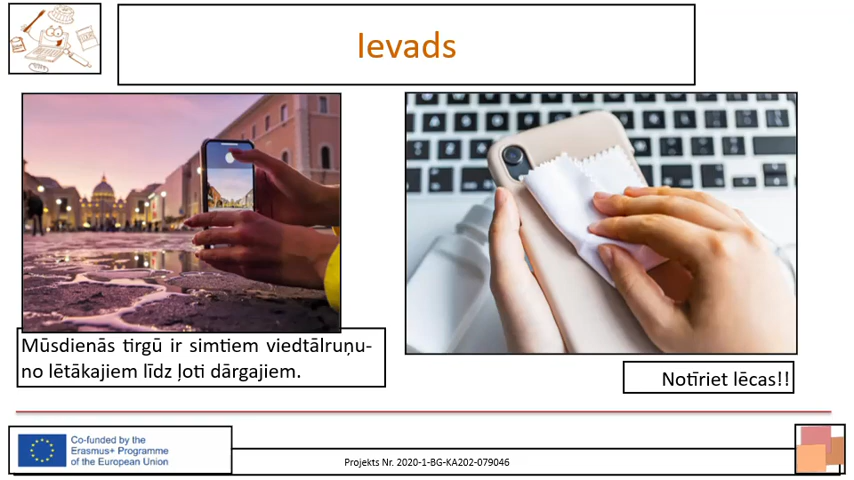 Ievads
Mūsdienās tirgū ir simtiem viedtālruņu-
no lētākajiem līdz ļoti dārgajiem.
Notīriet lēcas!!
Co-funded by the
Erasmus+ Programme
of the European Union
Projekts Nr. 2020-1-BG-KA202-079046